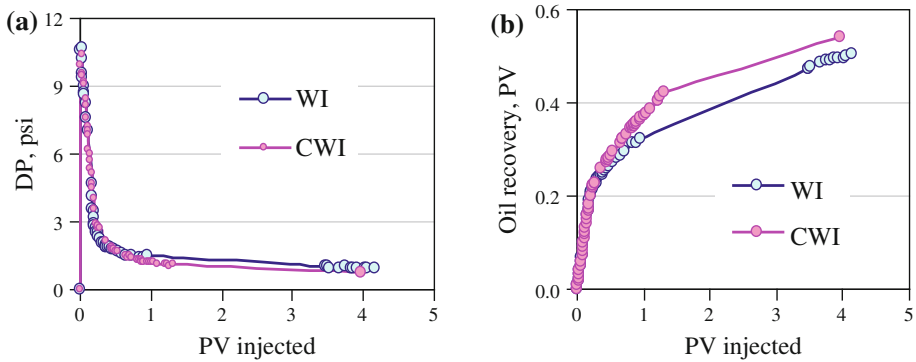 (a)
12
9
6
3
0
DP, psi
WI
CWI
0 1 2 3 4 5
PV injected
(b)
0.6
0.4
0.2
0.0
Oil recovery, PV
WI
CWI
0 1 2 3 4 5
PV injected